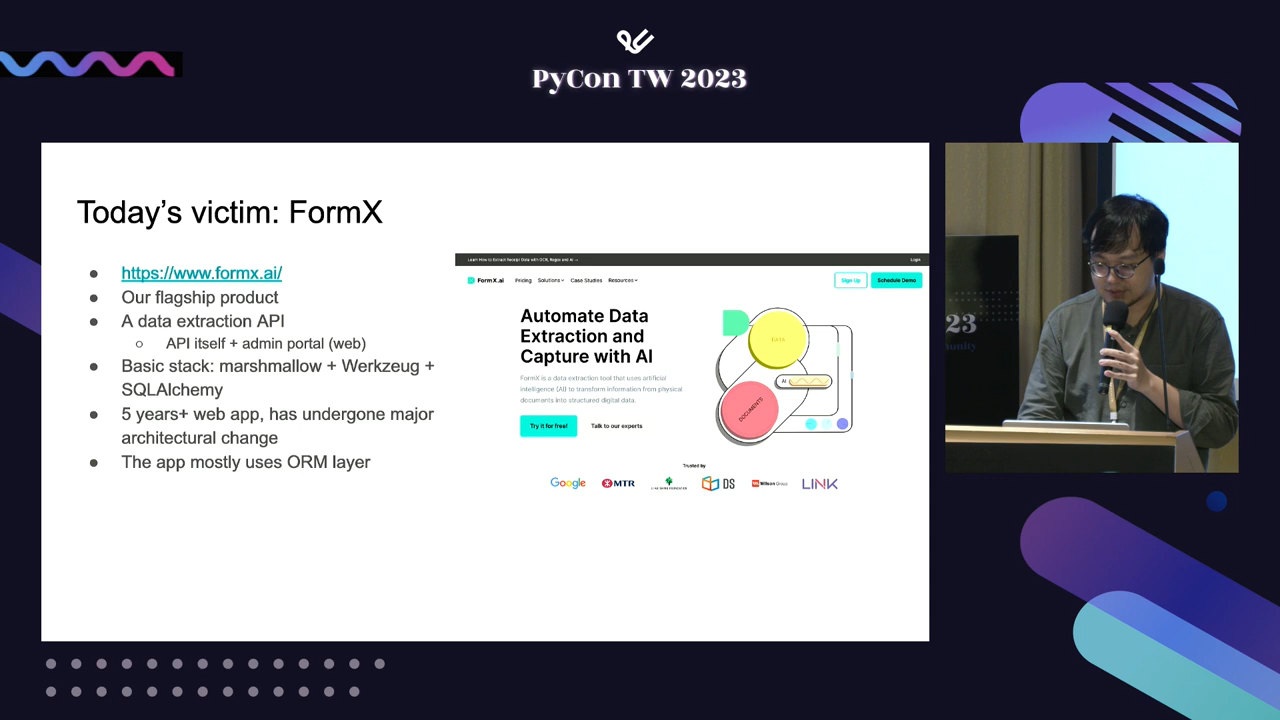 PyCon TW 2023
Today's victim: FormX
● https://www.formx.ai/
● Our flagship product
● A data extraction API
○ API itself + admin portal (web)
● Basic stack: marshmallow + Werkzeug +
SQLAlchemy
● 5 years+ web app, has undergone major
architectural change
● The app mostly uses ORM layer
Learn How to Extract Receipt Data with OCR, Regex and AI → Login
FormX.ai Pricing Solutions Case Studies Resources Sign Up Schedule Demo
Automate Data
Extraction and
Capture with AI
FormX is a data extraction tool that uses artificial
intelligence (AI) to transform information from physical
documents into structured digital data.
Try it for free! Talk to our experts
DATA
AI
DOCUMENTS
Trusted by
Google MTR DS Wilson Group LINK
23